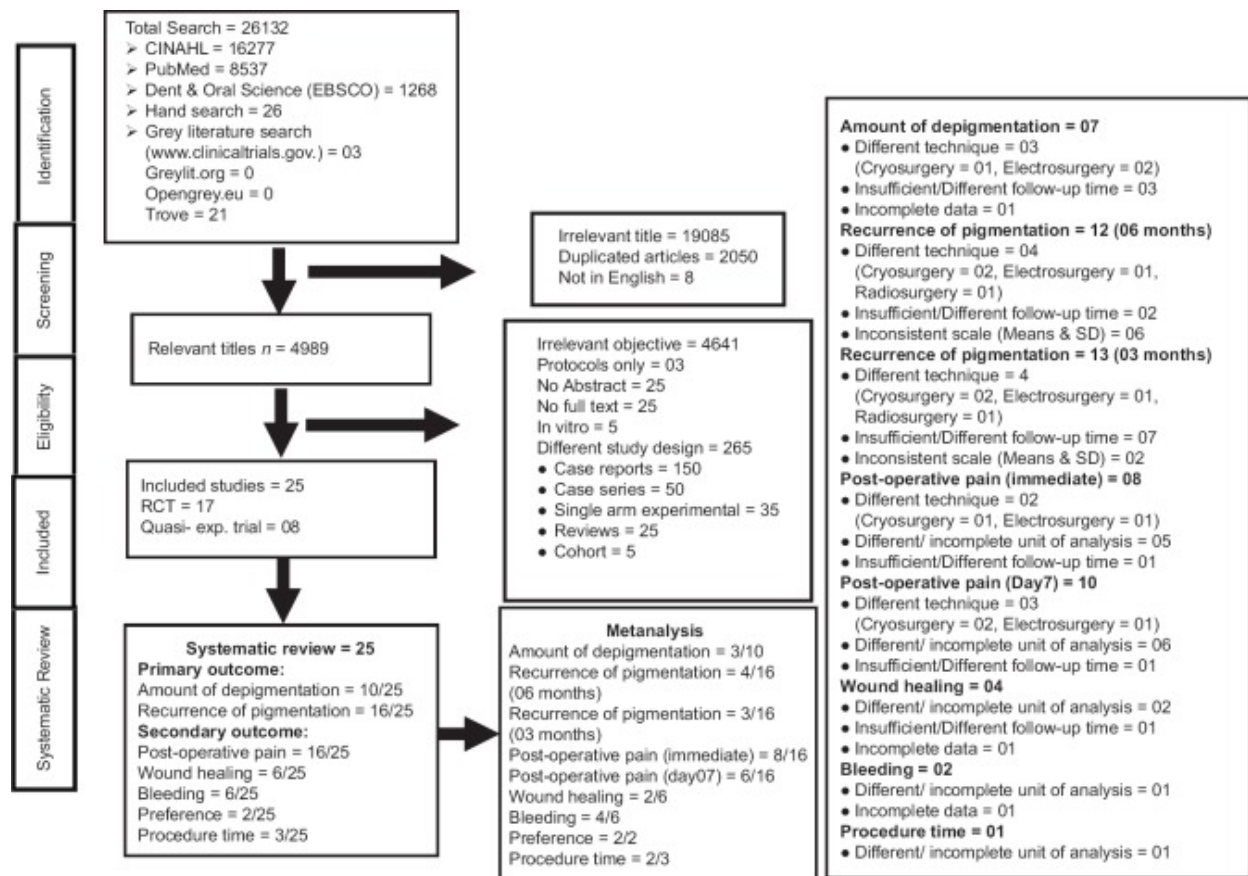 Identification
Screening
Eligibility
Included
Systematic Review
Total Search = 26132
➢ CINAHL = 16277
➢ PubMed = 8537
➢ Dent & Oral Science (EBSCO) = 1268
➢ Hand search = 26
➢ Grey literature search
(www.clinicaltrials.gov.) = 03
Greylit.org = 0
Opengrey.eu = 0
Trove = 21
Irrelevant title = 19085
Duplicated articles = 2050
Not in English = 8
Relevant titles n = 4989
Irrelevant objective = 4641
Protocols only = 03
No Abstract = 25
No full text = 25
In vitro = 5
Different study design = 265
● Case reports = 150
● Case series = 50
● Single arm experimental = 35
● Reviews = 25
● Cohort = 5
Included studies = 25
RCT = 17
Quasi- exp. trial = 08
Systematic review = 25
Primary outcome:
Amount of depigmentation = 10/25
Recurrence of pigmentation = 16/25
Secondary outcome:
Post-operative pain = 16/25
Wound healing = 6/25
Bleeding = 6/25
Preference = 2/25
Procedure time = 3/25
Metanalysis
Amount of depigmentation = 3/10
Recurrence of pigmentation = 4/16
(06 months)
Recurrence of pigmentation = 3/16
(03 months)
Post-operative pain (immediate) = 8/16
Post-operative pain (day07) = 6/16
Wound healing = 2/6
Bleeding = 4/6
Preference = 2/2
Procedure time = 2/3
Amount of depigmentation = 07
● Different technique = 03
(Cryosurgery = 01, Electrosurgery = 02)
● Insufficient/Different follow-up time = 03
● Incomplete data = 01
Recurrence of pigmentation = 12 (06 months)
● Different technique = 04
(Cryosurgery = 02, Electrosurgery = 01,
Radiosurgery = 01)
● Insufficient/Different follow-up time = 02
● Inconsistent scale (Means & SD) = 06
Recurrence of pigmentation = 13 (03 months)
● Different technique = 4
(Cryosurgery = 02, Electrosurgery = 01,
Radiosurgery = 01)
● Insufficient/Different follow-up time = 07
● Inconsistent scale (Means & SD) = 02
Post-operative pain (immediate) = 08
● Different technique = 02
(Cryosurgery = 01, Electrosurgery = 01)
● Different/ incomplete unit of analysis = 05
● Insufficient/Different follow-up time = 01
Post-operative pain (Day7) = 10
● Different technique = 03
(Cryosurgery = 02, Electrosurgery = 01)
● Different/ incomplete unit of analysis = 06
● Insufficient/Different follow-up time = 01
Wound healing = 04
● Different/ incomplete unit of analysis = 02
● Insufficient/Different follow-up time = 01
● Incomplete data = 01
Bleeding = 02
● Different/ incomplete unit of analysis = 01
● Incomplete data = 01
Procedure time = 01
● Different/ incomplete unit of analysis = 01